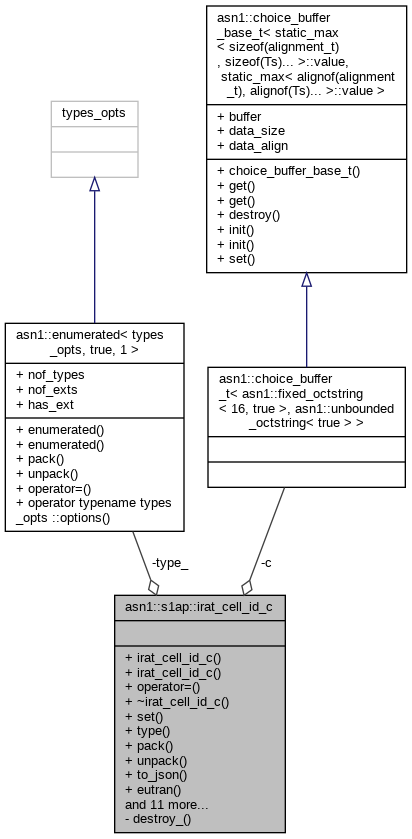 asn1::choice_buffer
_base_t< static_max
< sizeof(alignment_t)
, sizeof(Ts)... >::value,
static_max< alignof(alignment
_t), alignof(Ts)... >::value >
+ buffer
+ data_size
+ data_align
+ choice_buffer_base_t()
+ get()
+ get()
+ destroy()
+ init()
+ init()
+ set()
types_opts
asn1::enumerated< types
_opts, true, 1 >
+ nof_types
+ nof_exts
+ has_ext
+ enumerated()
+ enumerated()
+ pack()
+ unpack()
+ operator=()
+ operator typename types
_opts ::options()
asn1::choice_buffer
_t< asn1::fixed_octstring
< 16, true >, asn1::unbounded
_octstring< true > >
-type_
-c
asn1::s1ap::irat_cell_id_c
+ irat_cell_id_c()
+ irat_cell_id_c()
+ operator=()
+ ~irat_cell_id_c()
+ set()
+ type()
+ pack()
+ unpack()
+ to_json()
+ eutran()
and 11 more...
- destroy_()